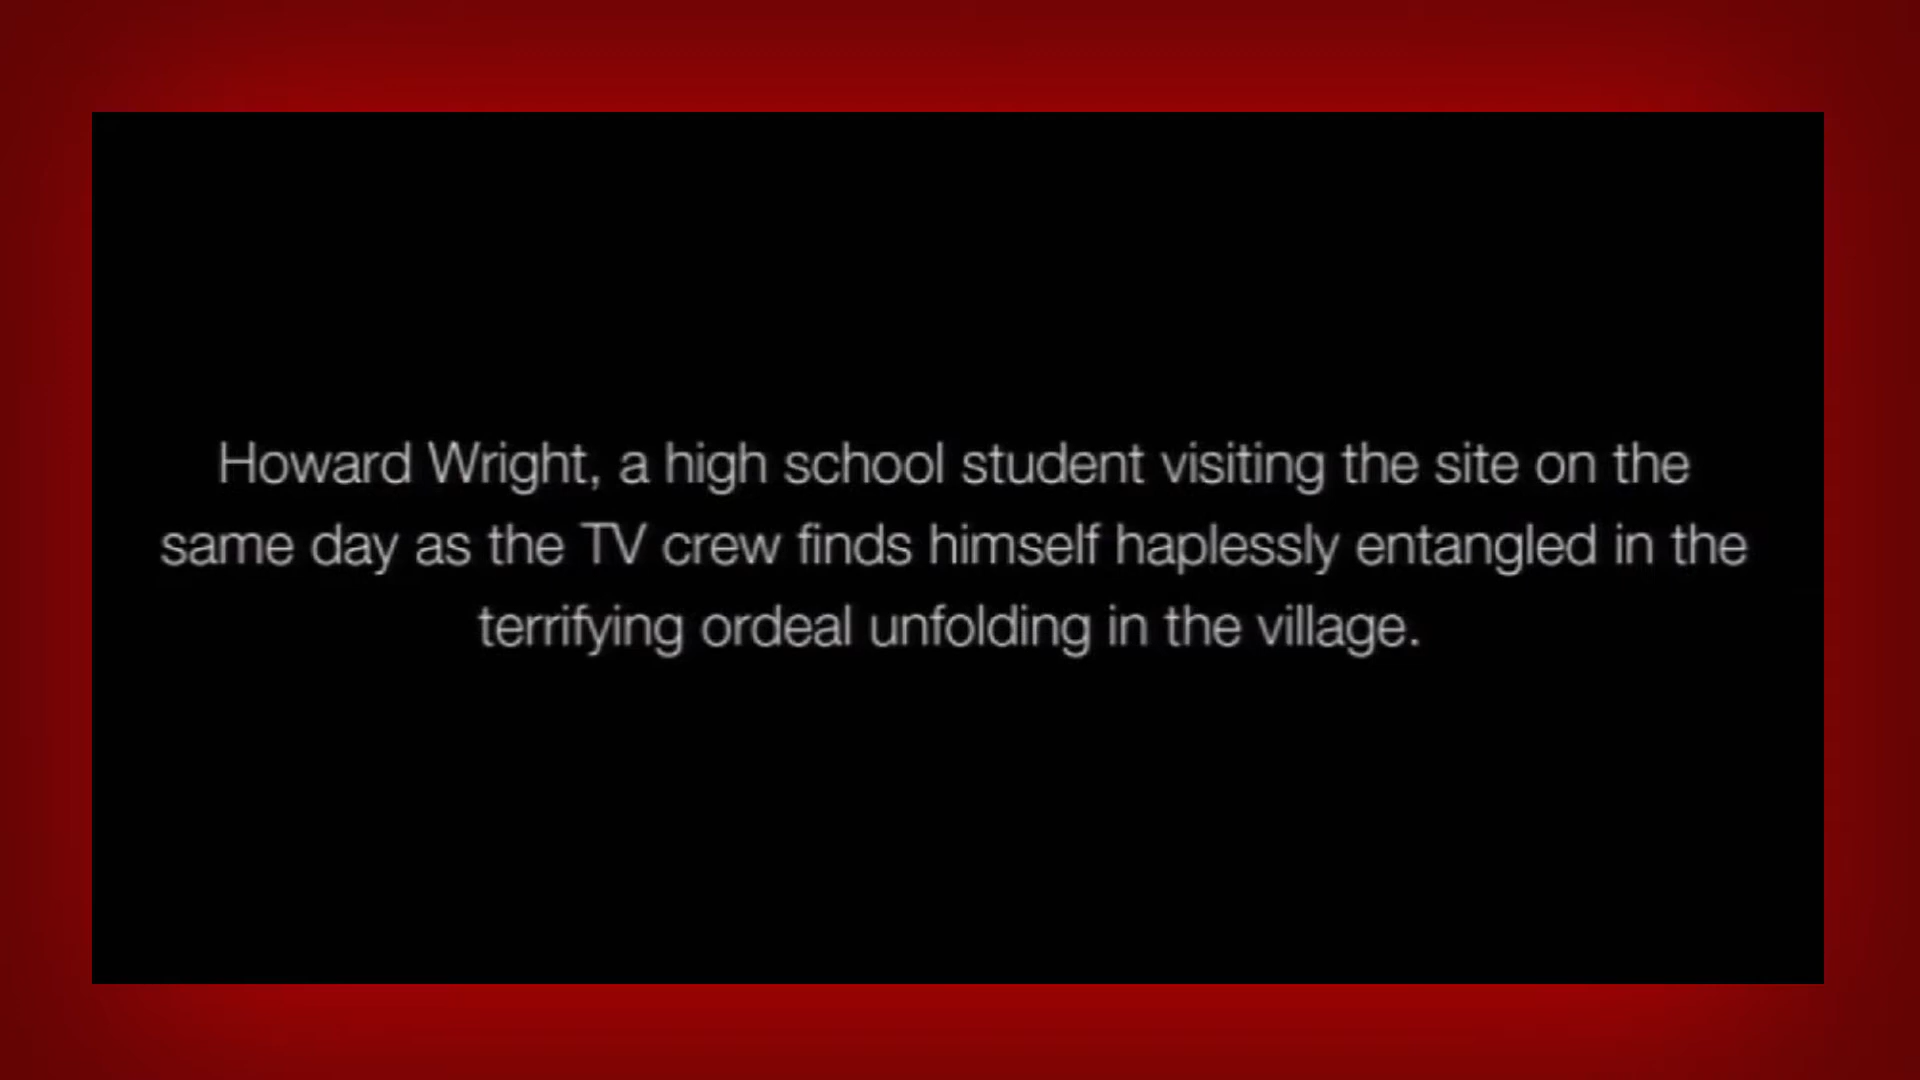 Howard Wright, a high school student visiting the site on the
same day as the TV crew finds himself haplessly entangled in the
terrifying ordeal unfolding in the village.